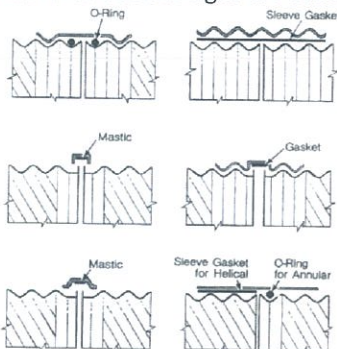 O-Ring
Sleeve Gasket
Mastic
Gasket
Mastic
Sleeve Gasket
for Helical
O-Ring
for Annular